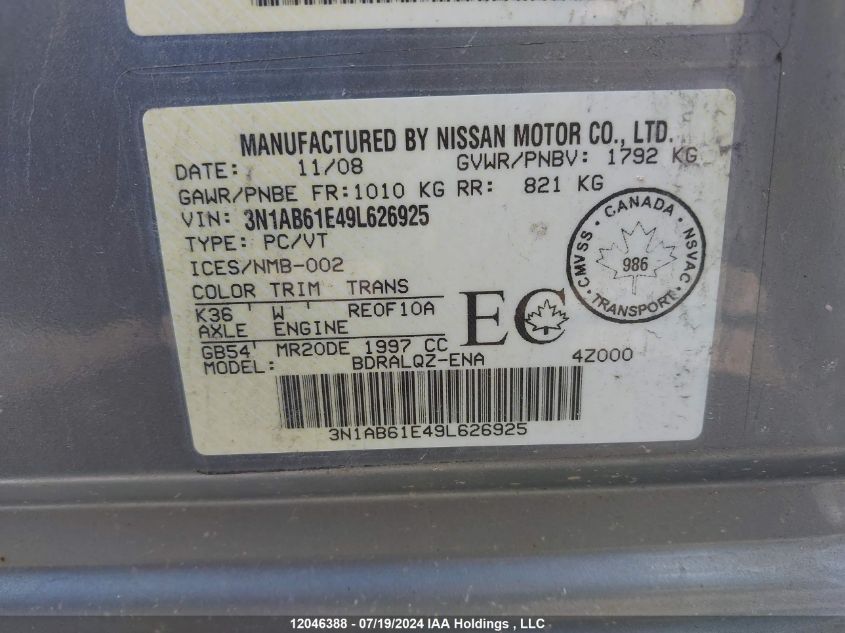 MANUFACTURED BY NISSAN MOTOR CO., LTD.
DATE: 11/08 GVWR/PNBV: 1792 KG
GAWR/PNBE FR:1010 KG RR: 821 KG
VIN: 3N1AB61E49L626925
TYPE: PC/VT
ICES/NMB-002
COLOR TRIM TRANS
K36 W REOF10A
AXLE ENGINE
GB54 MR20DE 1997 CC
MODEL: BDRALQZ-ENA 4Z000
3N1AB61E49L626925
EC
CANADA
CMVSS NSVAC
986
TRANSPORT
12046388 - 07/19/2024 IAA Holdings , LLC